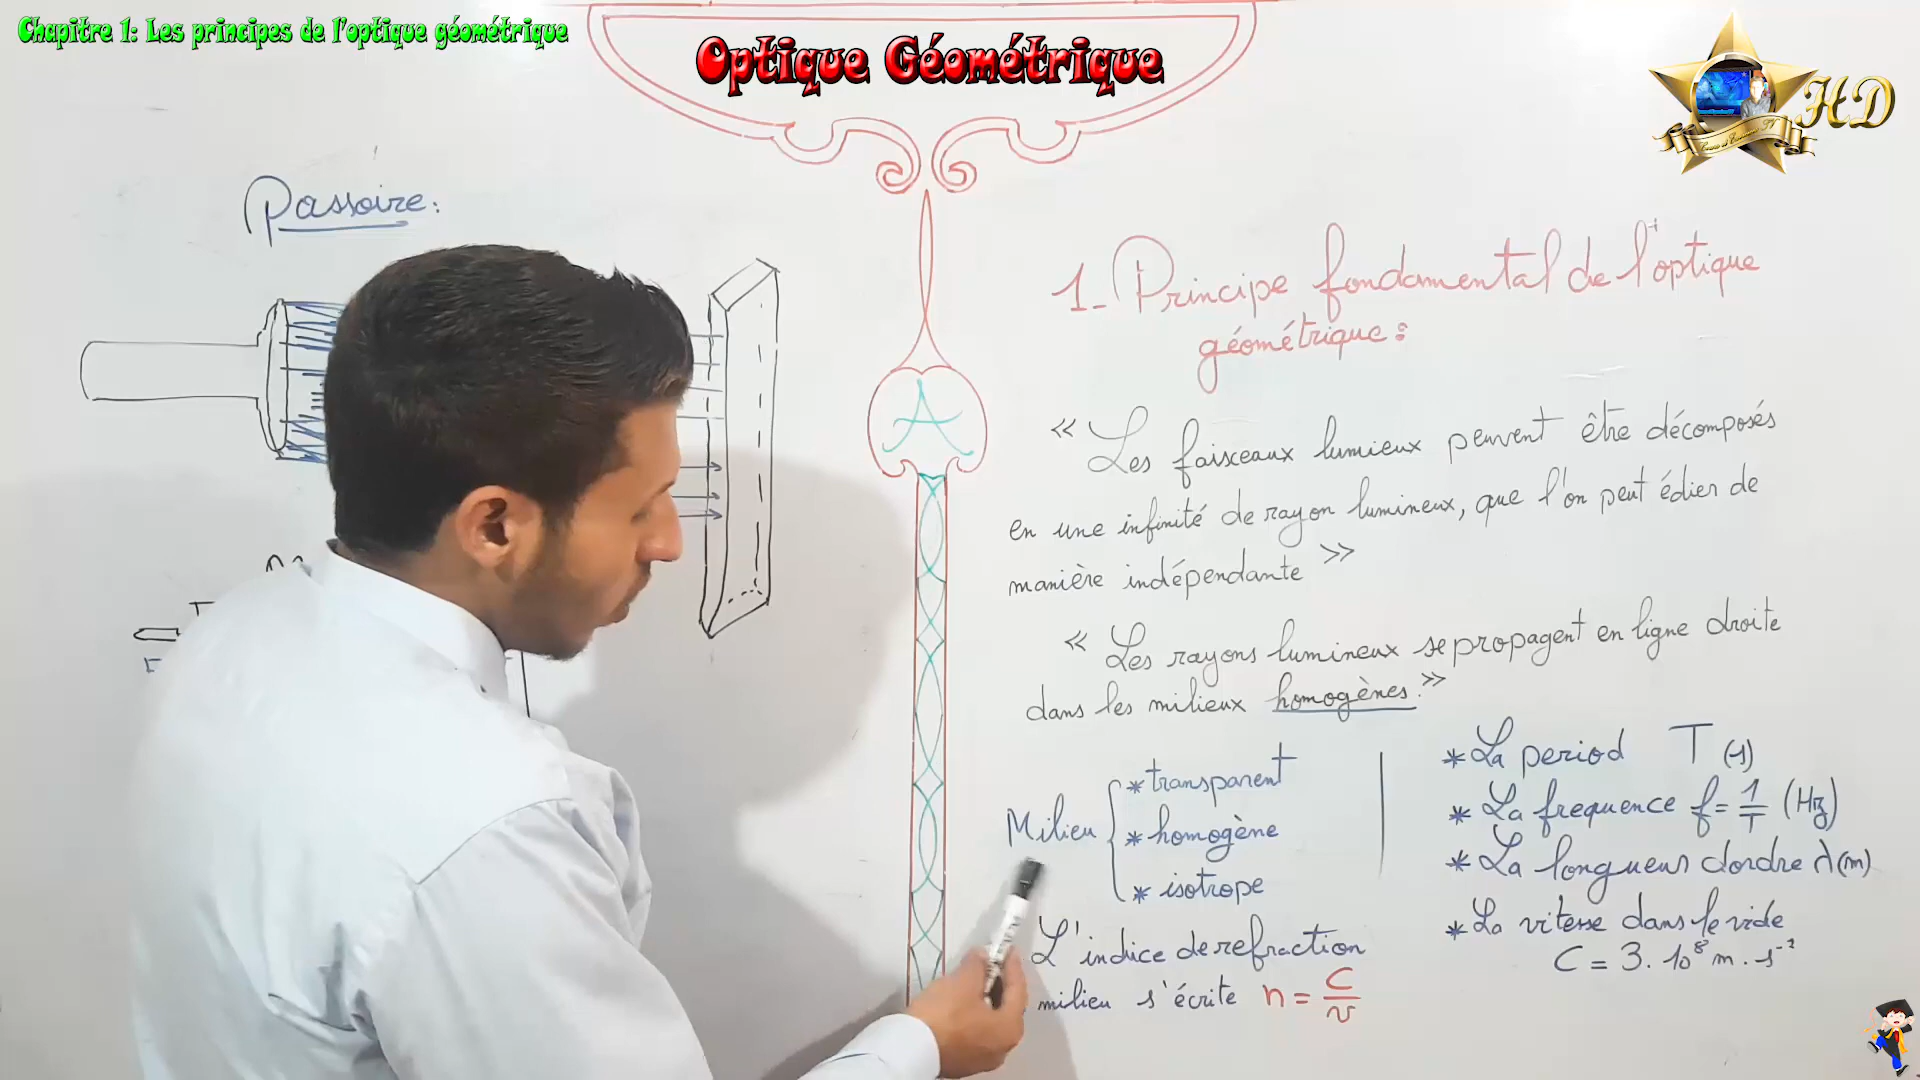 Chapitre 1: Les principes de l'optique géométrique
Optique Géométrique
HD
Passoire:
A
1- Principe fondamental de l'optique
géométrique:
« Les faisceaux lumieux peuvent être décomposés
en une infinité de rayon lumineux, que l'on peut édier de
manière indépendante »
« Les rayons lumineux se propagent en ligne droite
dans les milieux homogènes.»
Milieu
* transparent
* homogène
* isotrope
L'indice de refraction
milieu s'écrite n = C/v
* La period T (s)
* La frequence f = 1/T (Hz)
* La longueur d'ordre λ (m)
* La vitesse dans le vide
C = 3.10⁸ m.s⁻¹